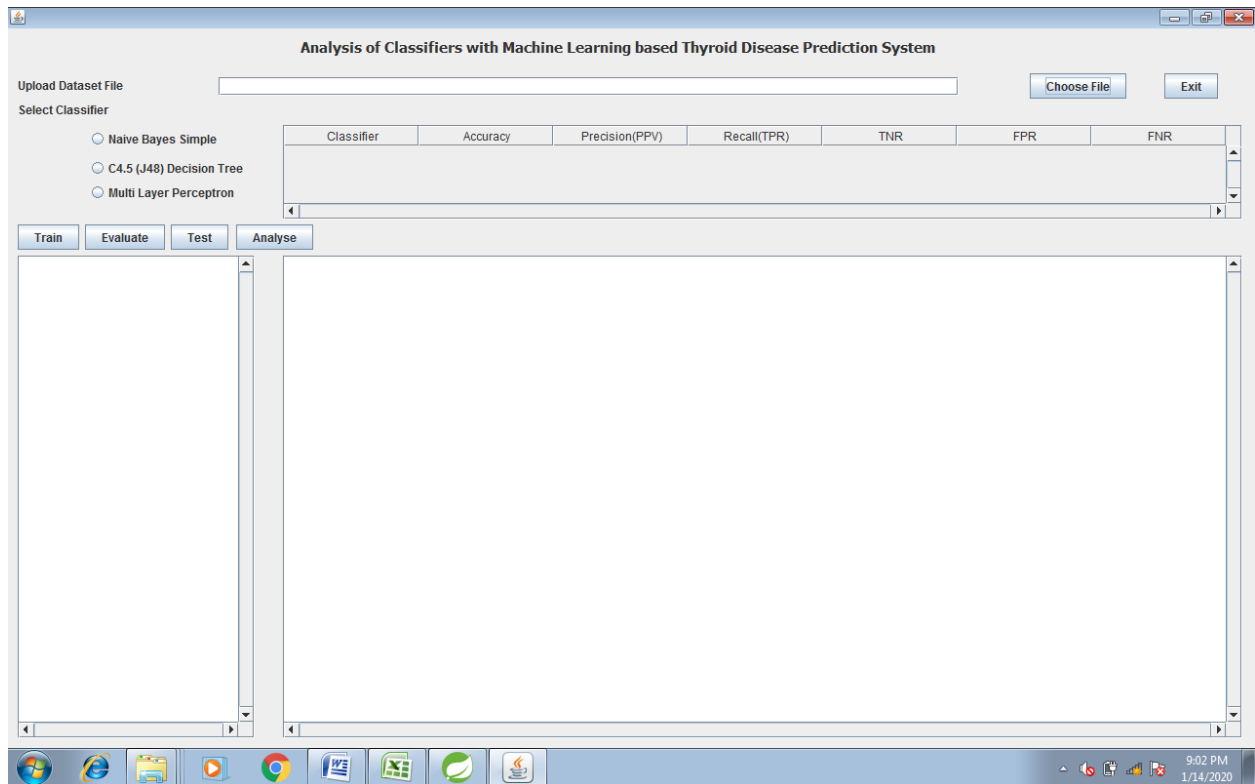 Analysis of Classifiers with Machine Learning based Thyroid Disease Prediction System
Upload Dataset File
Choose File
Exit
Select Classifier
Naive Bayes Simple
C4.5 (J48) Decision Tree
Multi Layer Perceptron
Classifier Accuracy Precision(PPV) Recall(TPR) TNR FPR FNR
Train Evaluate Test Analyse
9:02 PM
1/14/2020